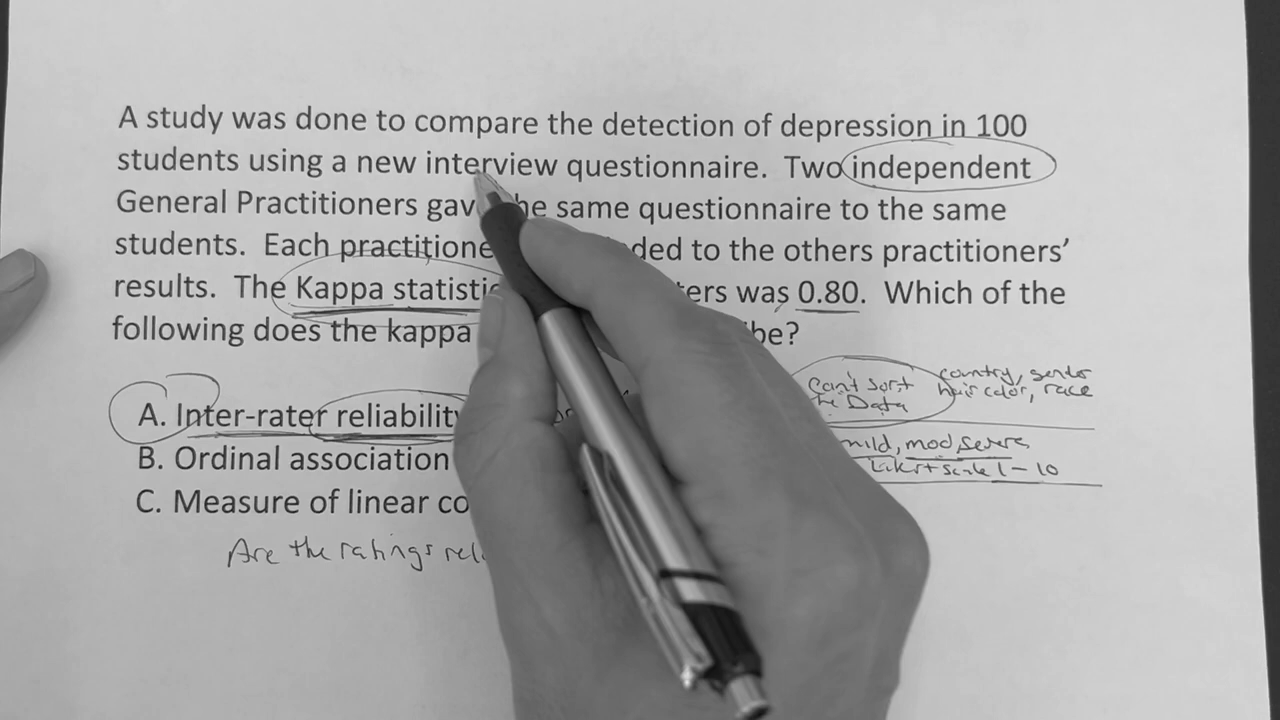 A study was done to compare the detection of depression in 100
students using a new interview questionnaire. Two independent
General Practitioners gav he same questionnaire to the same
students. Each practitione ded to the others practitioners’
results. The Kappa statistic ters was 0.80. Which of the
following does the kappa be?
can't sort country, gender
the Data hair color, race
A. Inter-rater reliability
mild, mod, severe
B. Ordinal association
Likert scale 1-10
C. Measure of linear co
Are the ratings rel